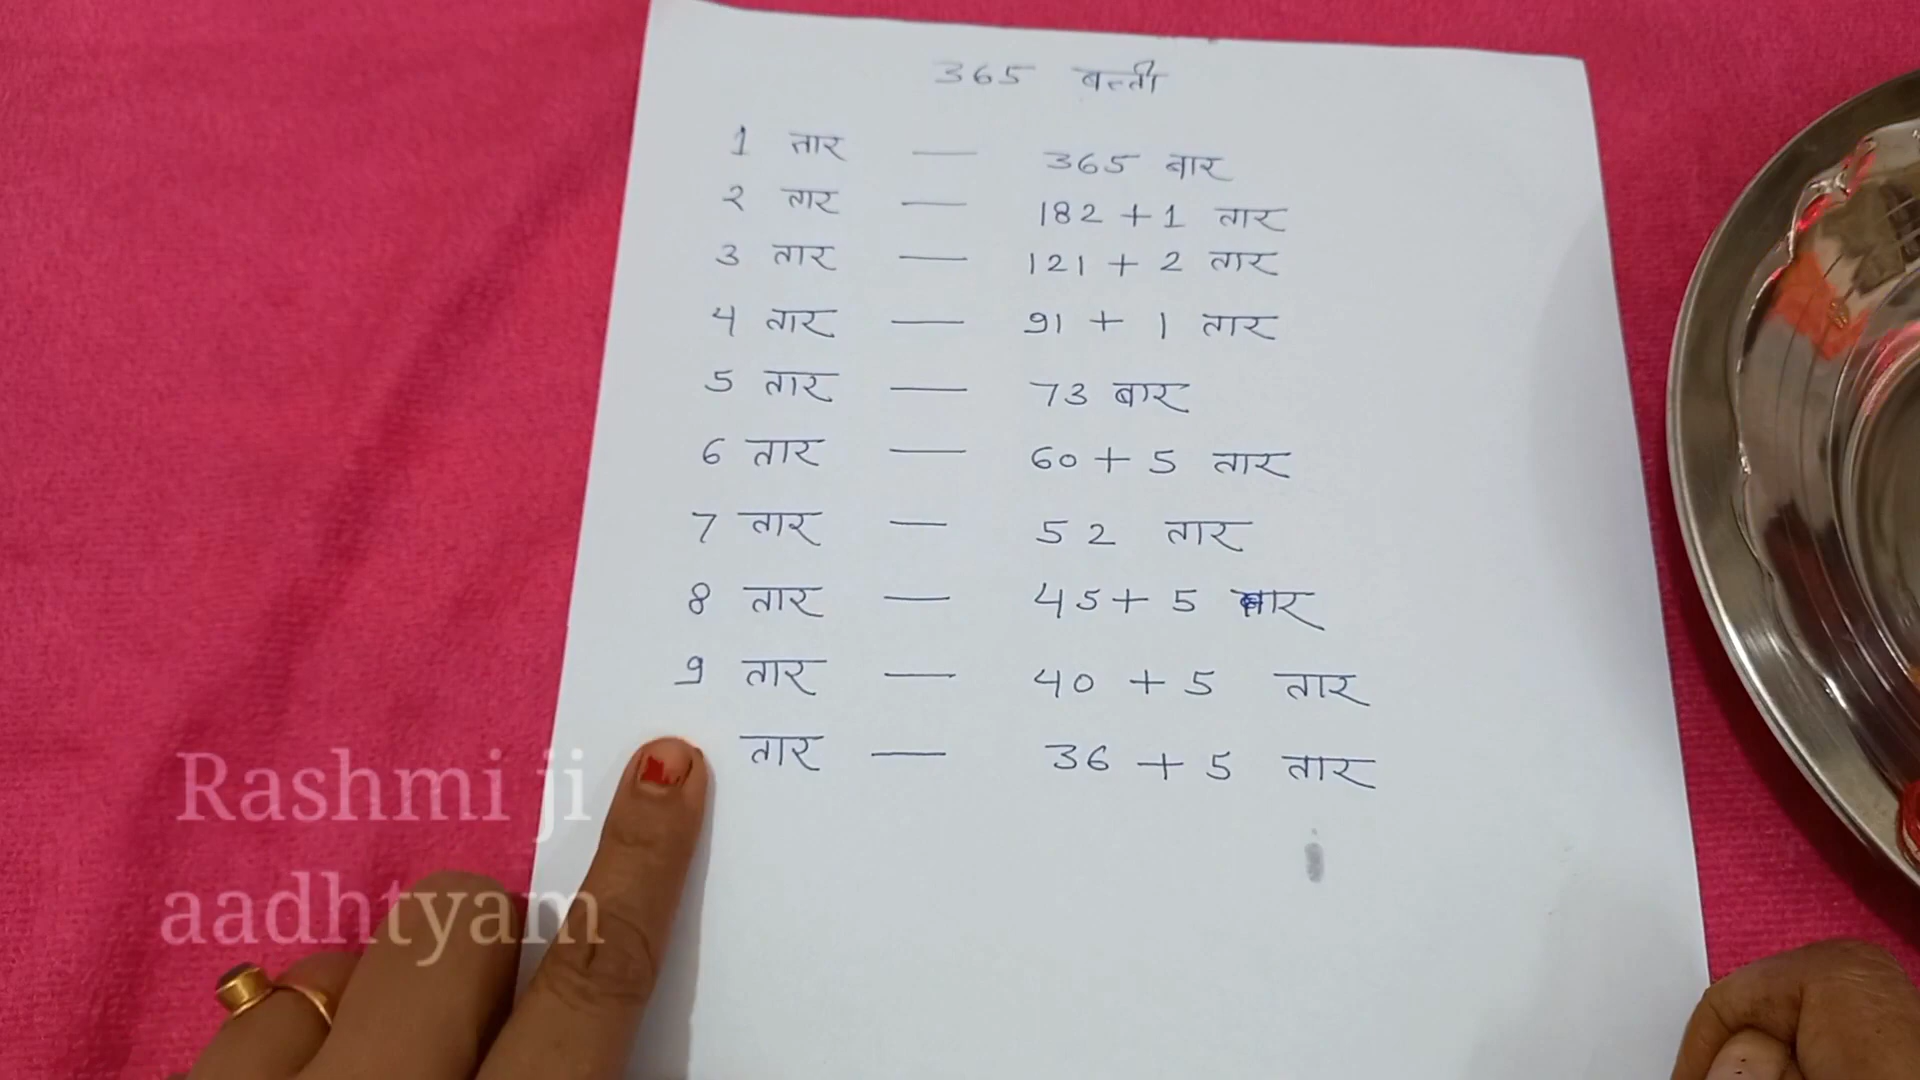 365 बत्ती
1 तार — 365 बार
2 तार — 182 + 1 तार
3 तार — 121 + 2 तार
4 तार — 91 + 1 तार
5 तार — 73 बार
6 तार — 60 + 5 तार
7 तार — 52 तार
8 तार — 45 + 5 तार
9 तार — 40 + 5 तार
तार — 36 + 5 तार
Rashmi ji
aadhtyam